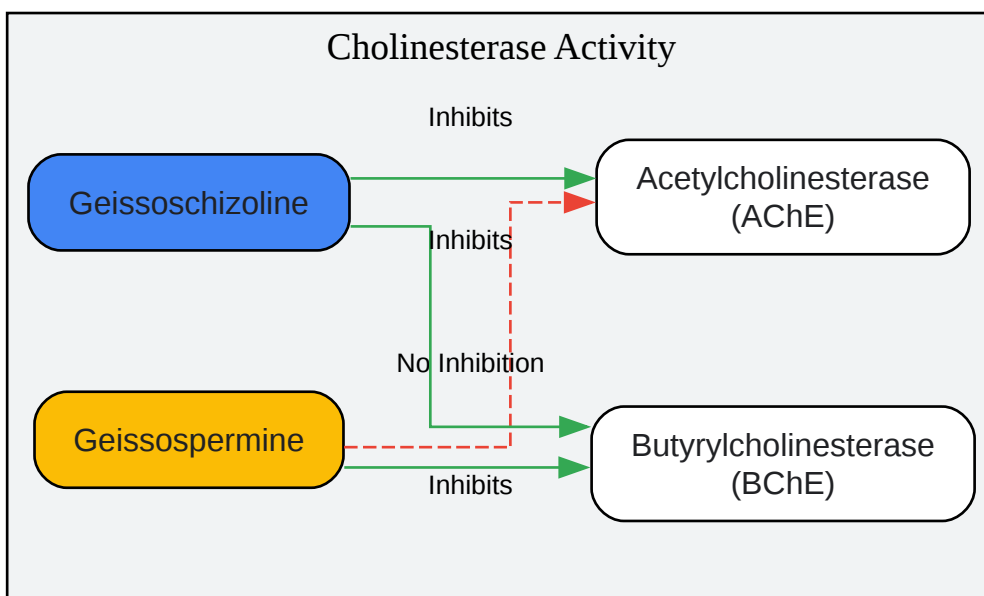 Cholinesterase Activity
Inhibits
Geissoschizoline
Acetylcholinesterase
(AChE)
Inhibits
No Inhibition
Geissospermine
Butyrylcholinesterase
(BChE)
Inhibits